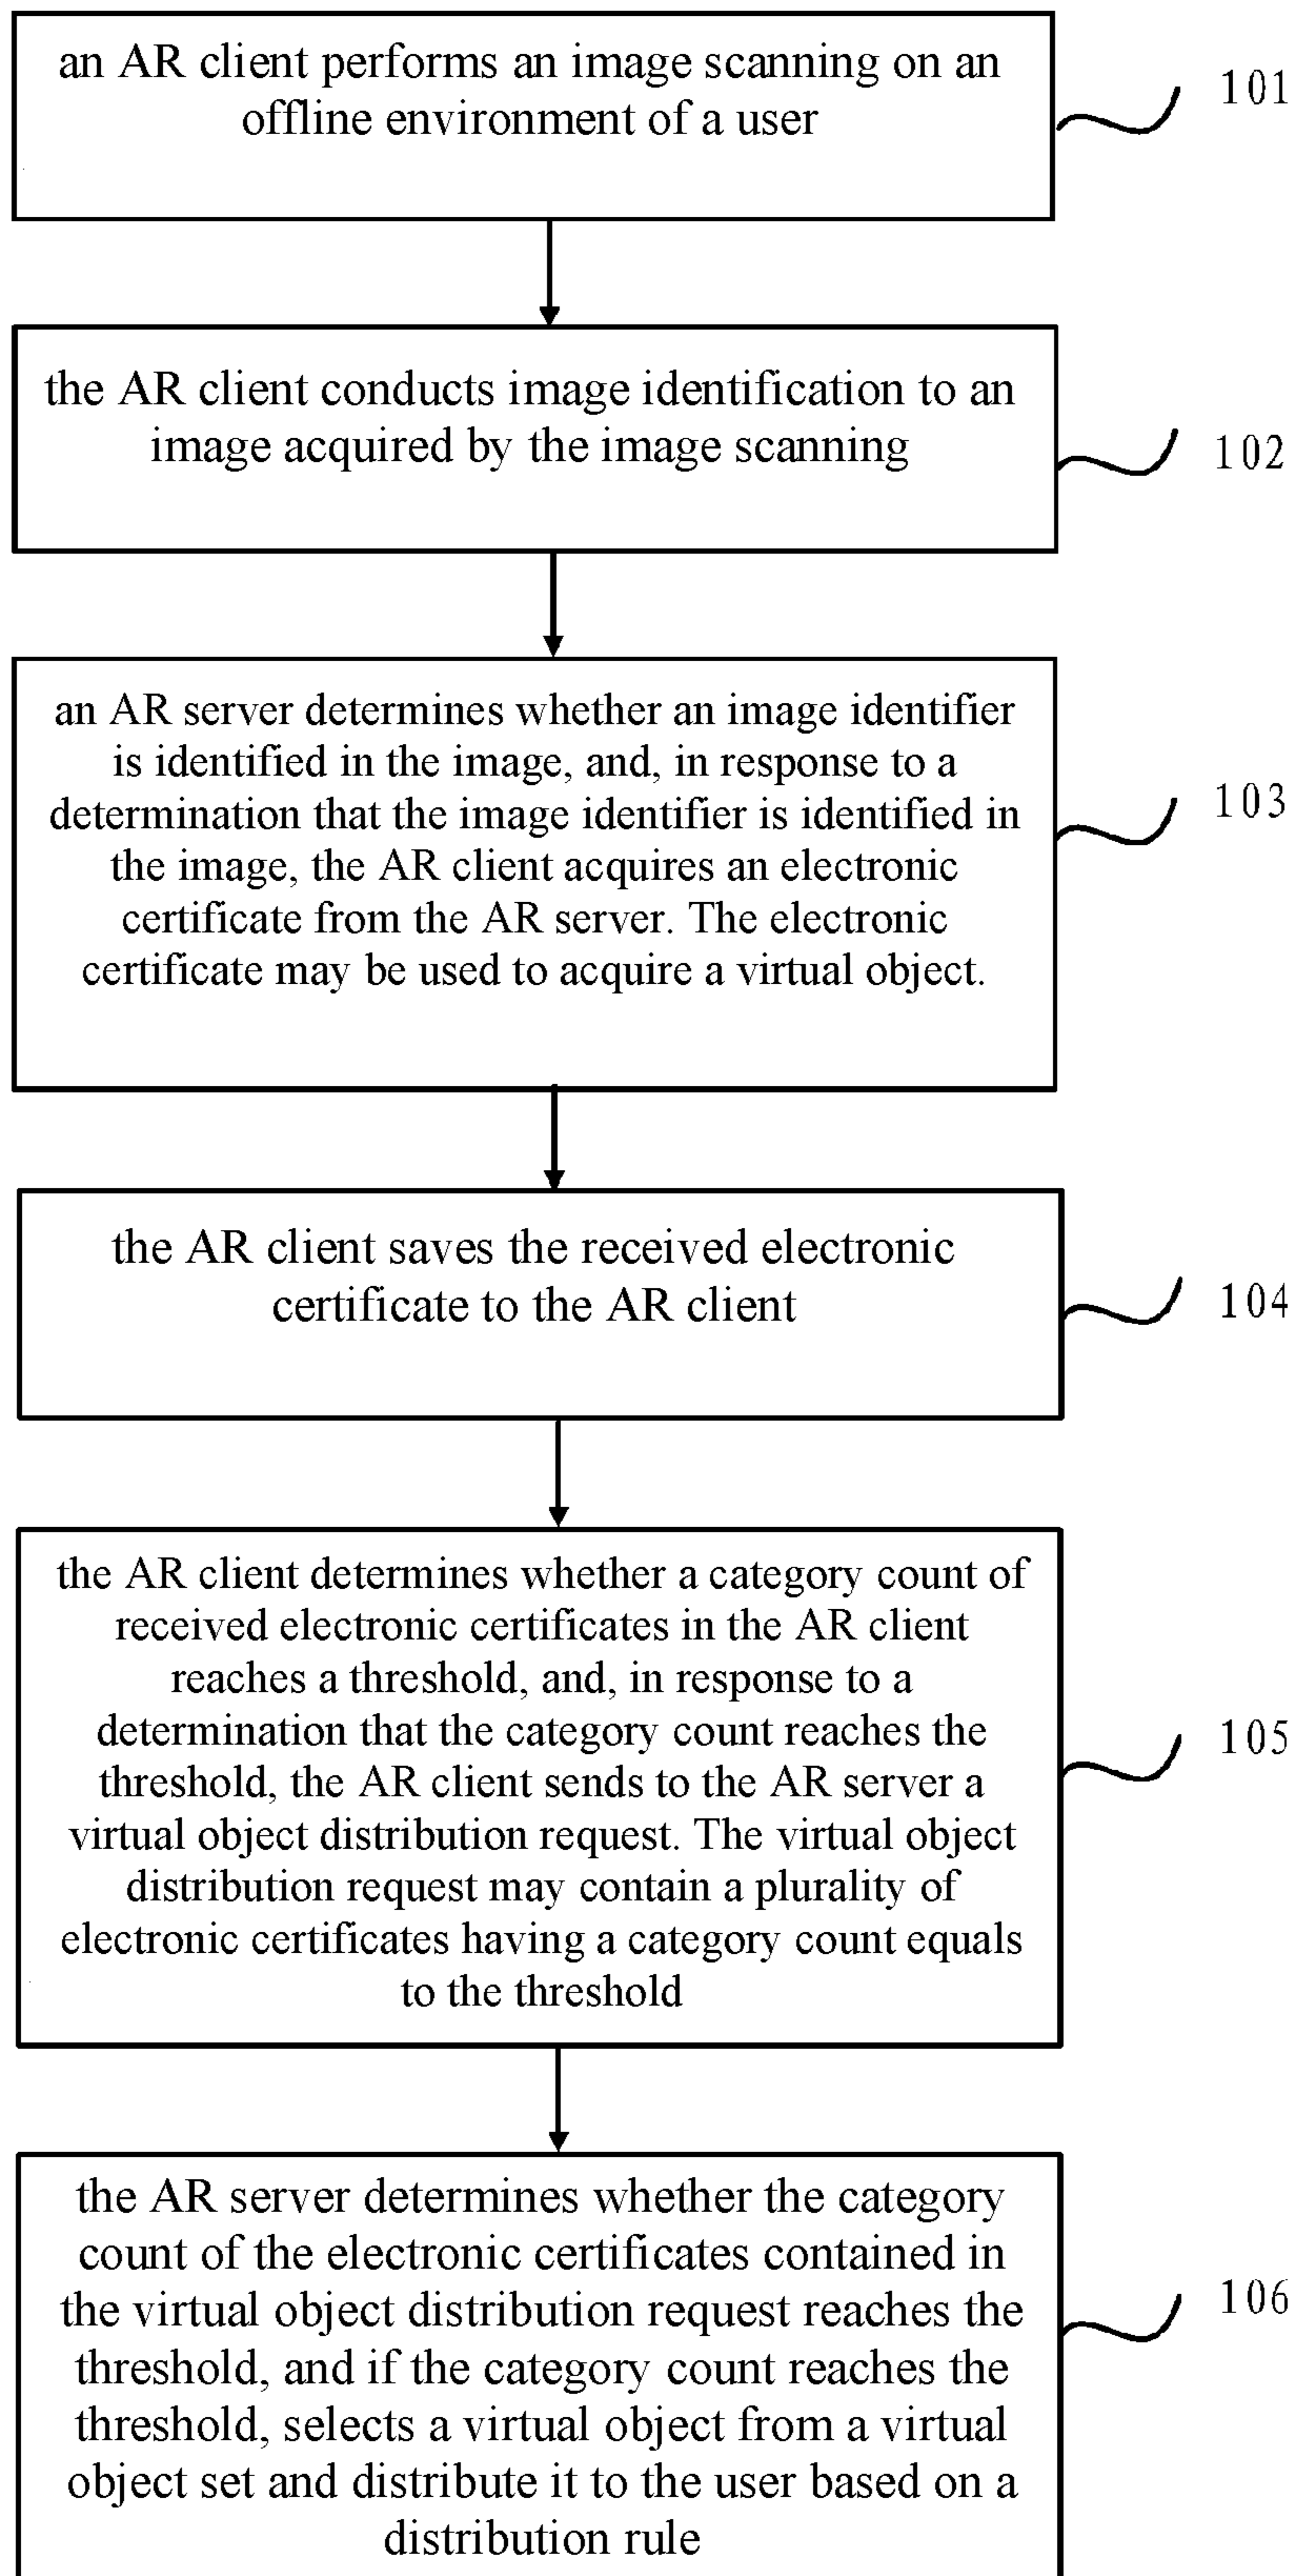 an AR client performs an image scanning on an
offline environment of a user
101
the AR client conducts image identification to an
image acquired by the image scanning
102
an AR server determines whether an image identifier
is identified in the image, and, in response to a
determination that the image identifier is identified in
the image, the AR client acquires an electronic
certificate from the AR server. The electronic
certificate may be used to acquire a virtual object.
103
the AR client saves the received electronic
certificate to the AR client
104
the AR client determines whether a category count of
received electronic certificates in the AR client
reaches a threshold, and, in response to a
determination that the category count reaches the
threshold, the AR client sends to the AR server a
virtual object distribution request. The virtual object
distribution request may contain a plurality of
electronic certificates having a category count equals
to the threshold
105
the AR server determines whether the category
count of the electronic certificates contained in
the virtual object distribution request reaches the
threshold, and if the category count reaches the
threshold, selects a virtual object from a virtual
object set and distribute it to the user based on a
distribution rule
106